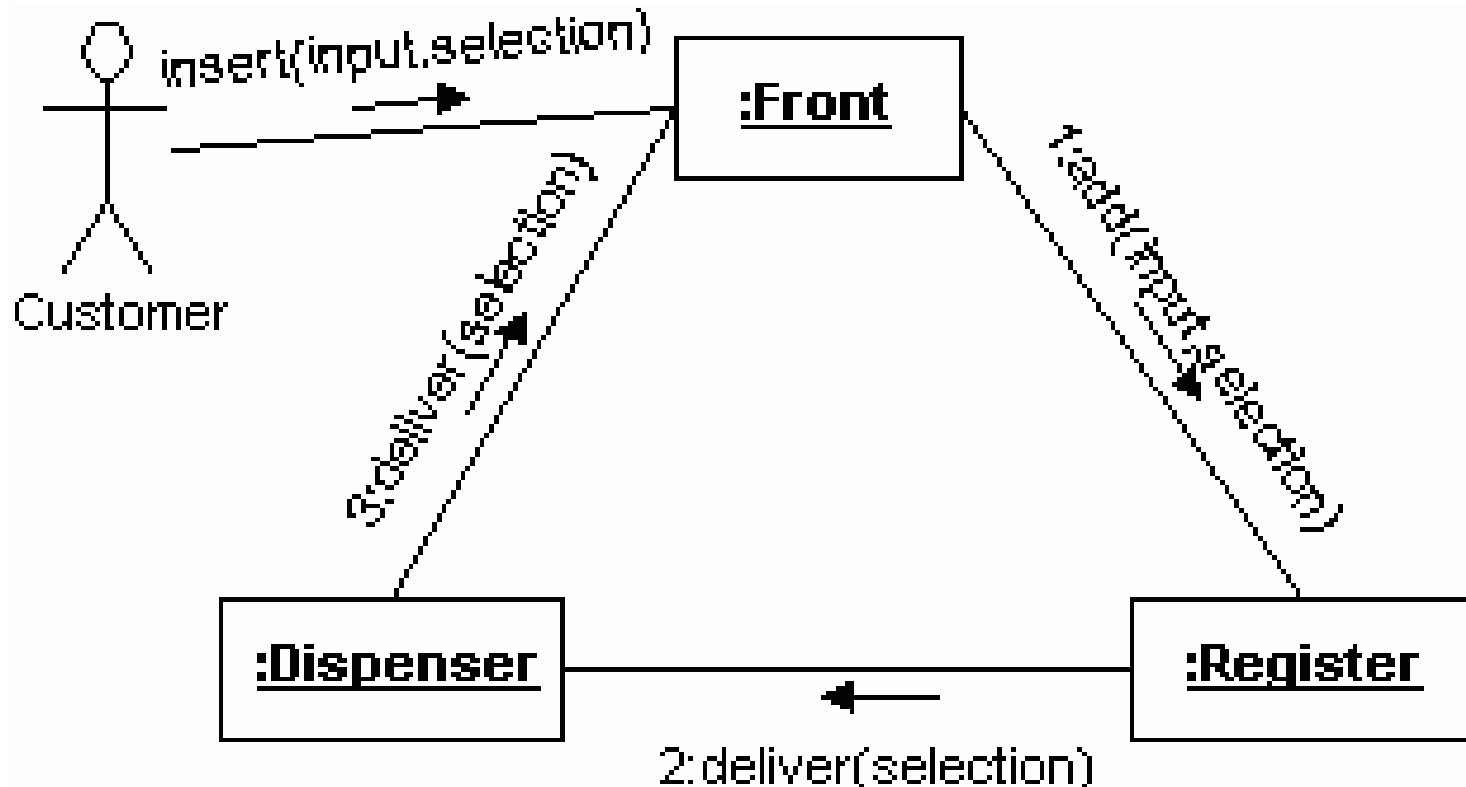 insert(input,selection)
:Front
1:add(input,selection)
Customer
3:deliver(selection)
:Dispenser
:Register
2:deliver(selection)